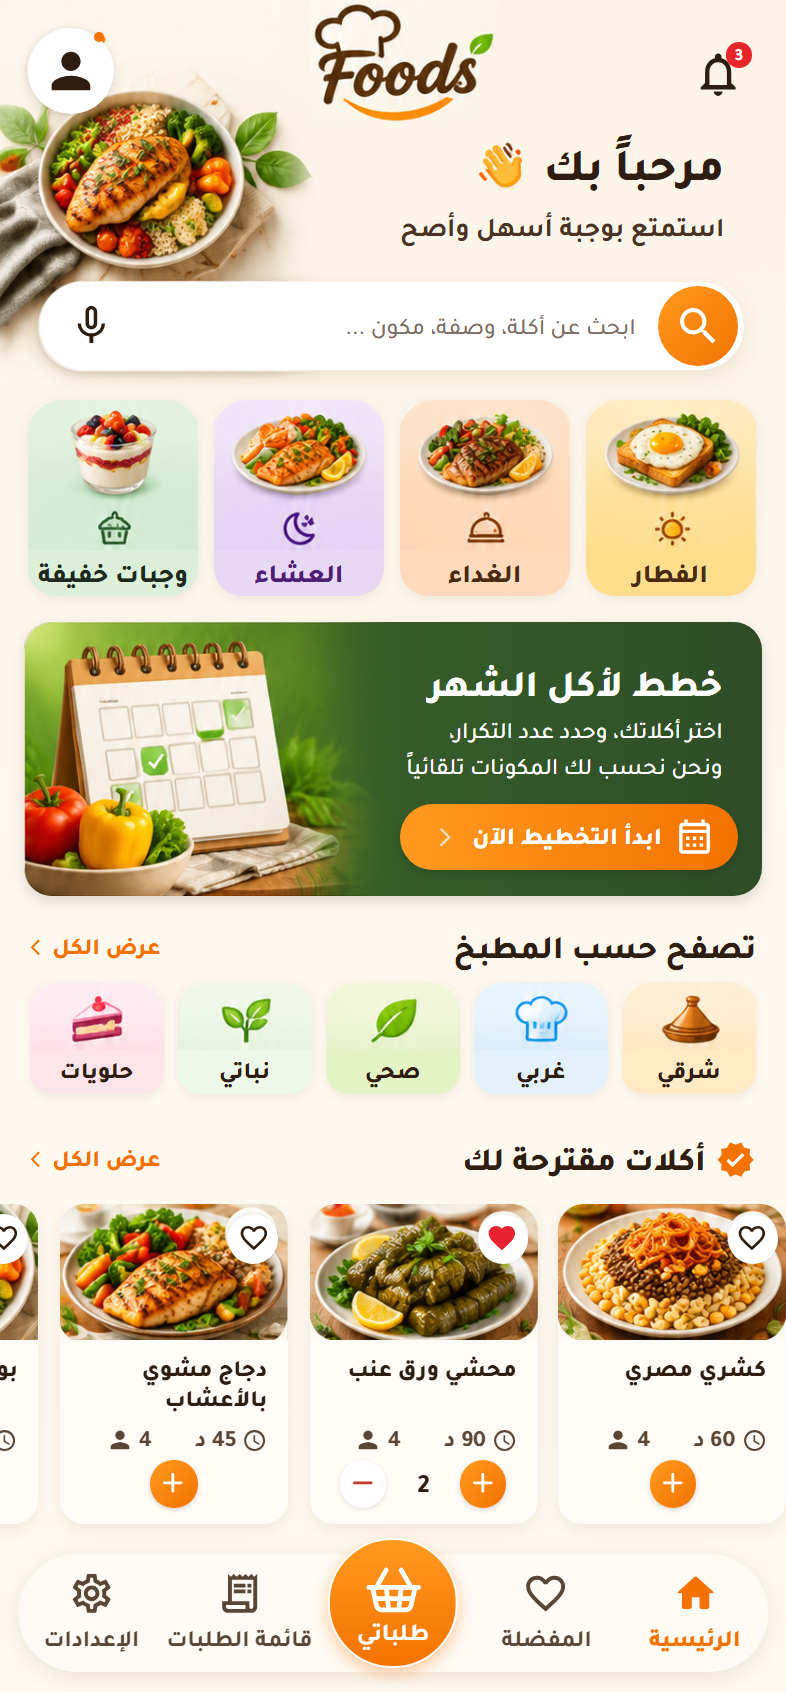 Foods
3
مرحباً بك 👋
استمتع بوجبة أسهل وأصح
ابحث عن أكلة، وصفة، مكون ...
الفطار
الغداء
العشاء
وجبات خفيفة
خطط لأكل الشهر
اختر أكلاتك، وحدد عدد التكرار،
ونحن نحسب لك المكونات تلقائياً
ابدأ التخطيط الآن
تصفح حسب المطبخ
عرض الكل
شرقي
غربي
صحي
نباتي
حلويات
أكلات مقترحة لك
عرض الكل
كشري مصري
60 د
4
محشي ورق عنب
90 د
4
2
دجاج مشوي
بالأعشاب
45 د
4
الرئيسية
المفضلة
طلباتي
قائمة الطلبات
الإعدادات